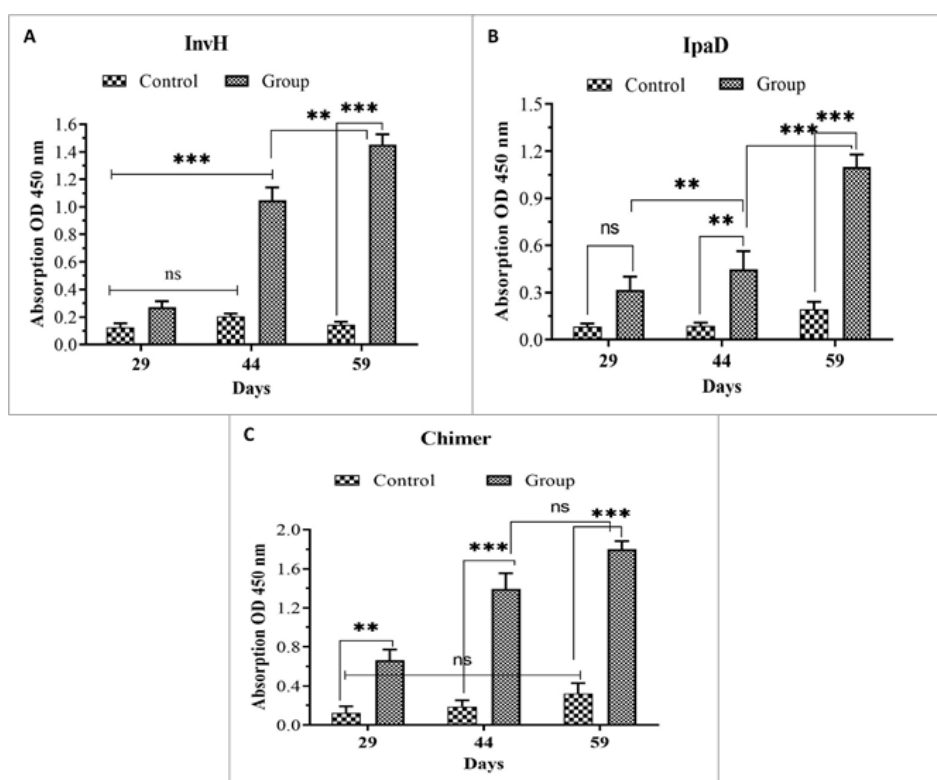 A
InvH
Control Group
Absorption OD 450 nm
1.6
1.4
1.2
1.0
0.8
0.6
0.4
0.2
0.0
***
ns
**
***
29 44 59
Days
B
IpaD
Control Group
Absorption OD 450 nm
1.5
1.2
0.9
0.6
0.3
0.0
ns
**
**
***
***
29 44 59
Days
C
Chimer
Control Group
Absorption OD 450 nm
2.0
1.6
1.2
0.8
0.4
0.0
**
***
ns
***
ns
29 44 59
Days